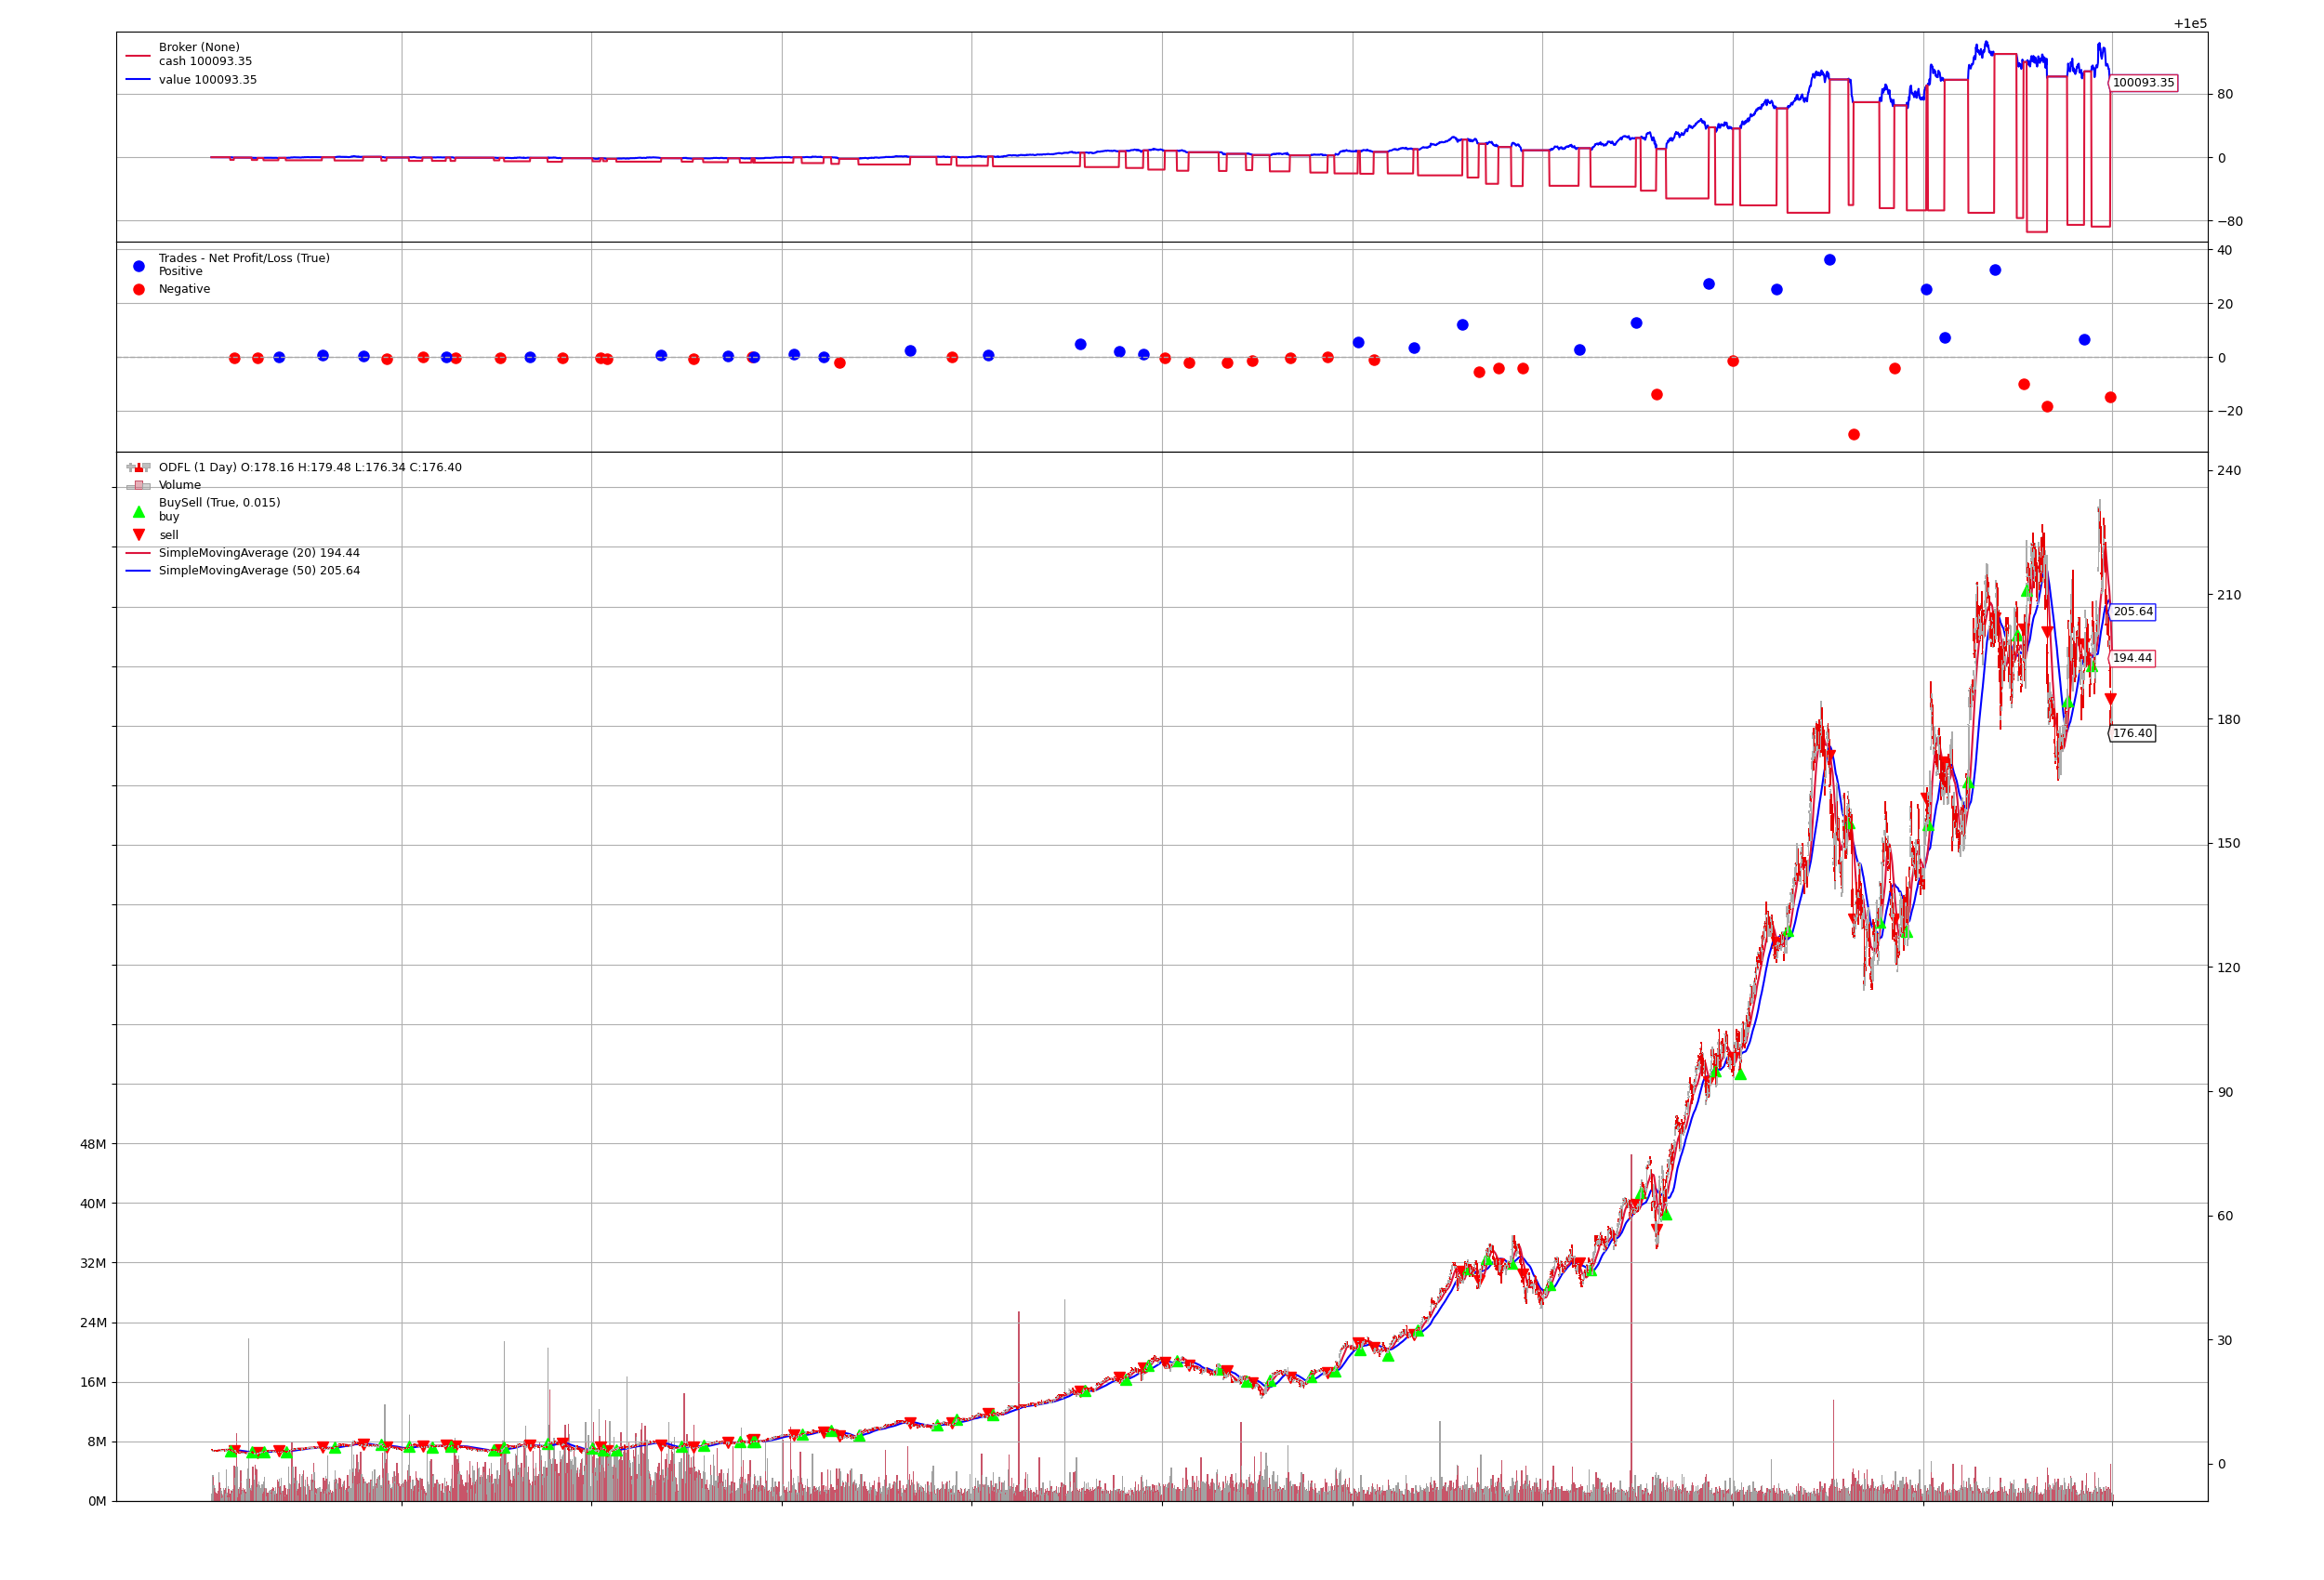 +1e5
Broker (None)
cash 100093.35
value 100093.35
100093.35
80
0
−80
Trades - Net Profit/Loss (True)
Positive
Negative
40
20
0
−20
ODFL (1 Day) O:178.16 H:179.48 L:176.34 C:176.40
Volume
BuySell (True, 0.015)
buy
sell
SimpleMovingAverage (20) 194.44
SimpleMovingAverage (50) 205.64
240
210
205.64
194.44
180
176.40
150
120
90
60
30
0
48M
40M
32M
24M
16M
8M
0M